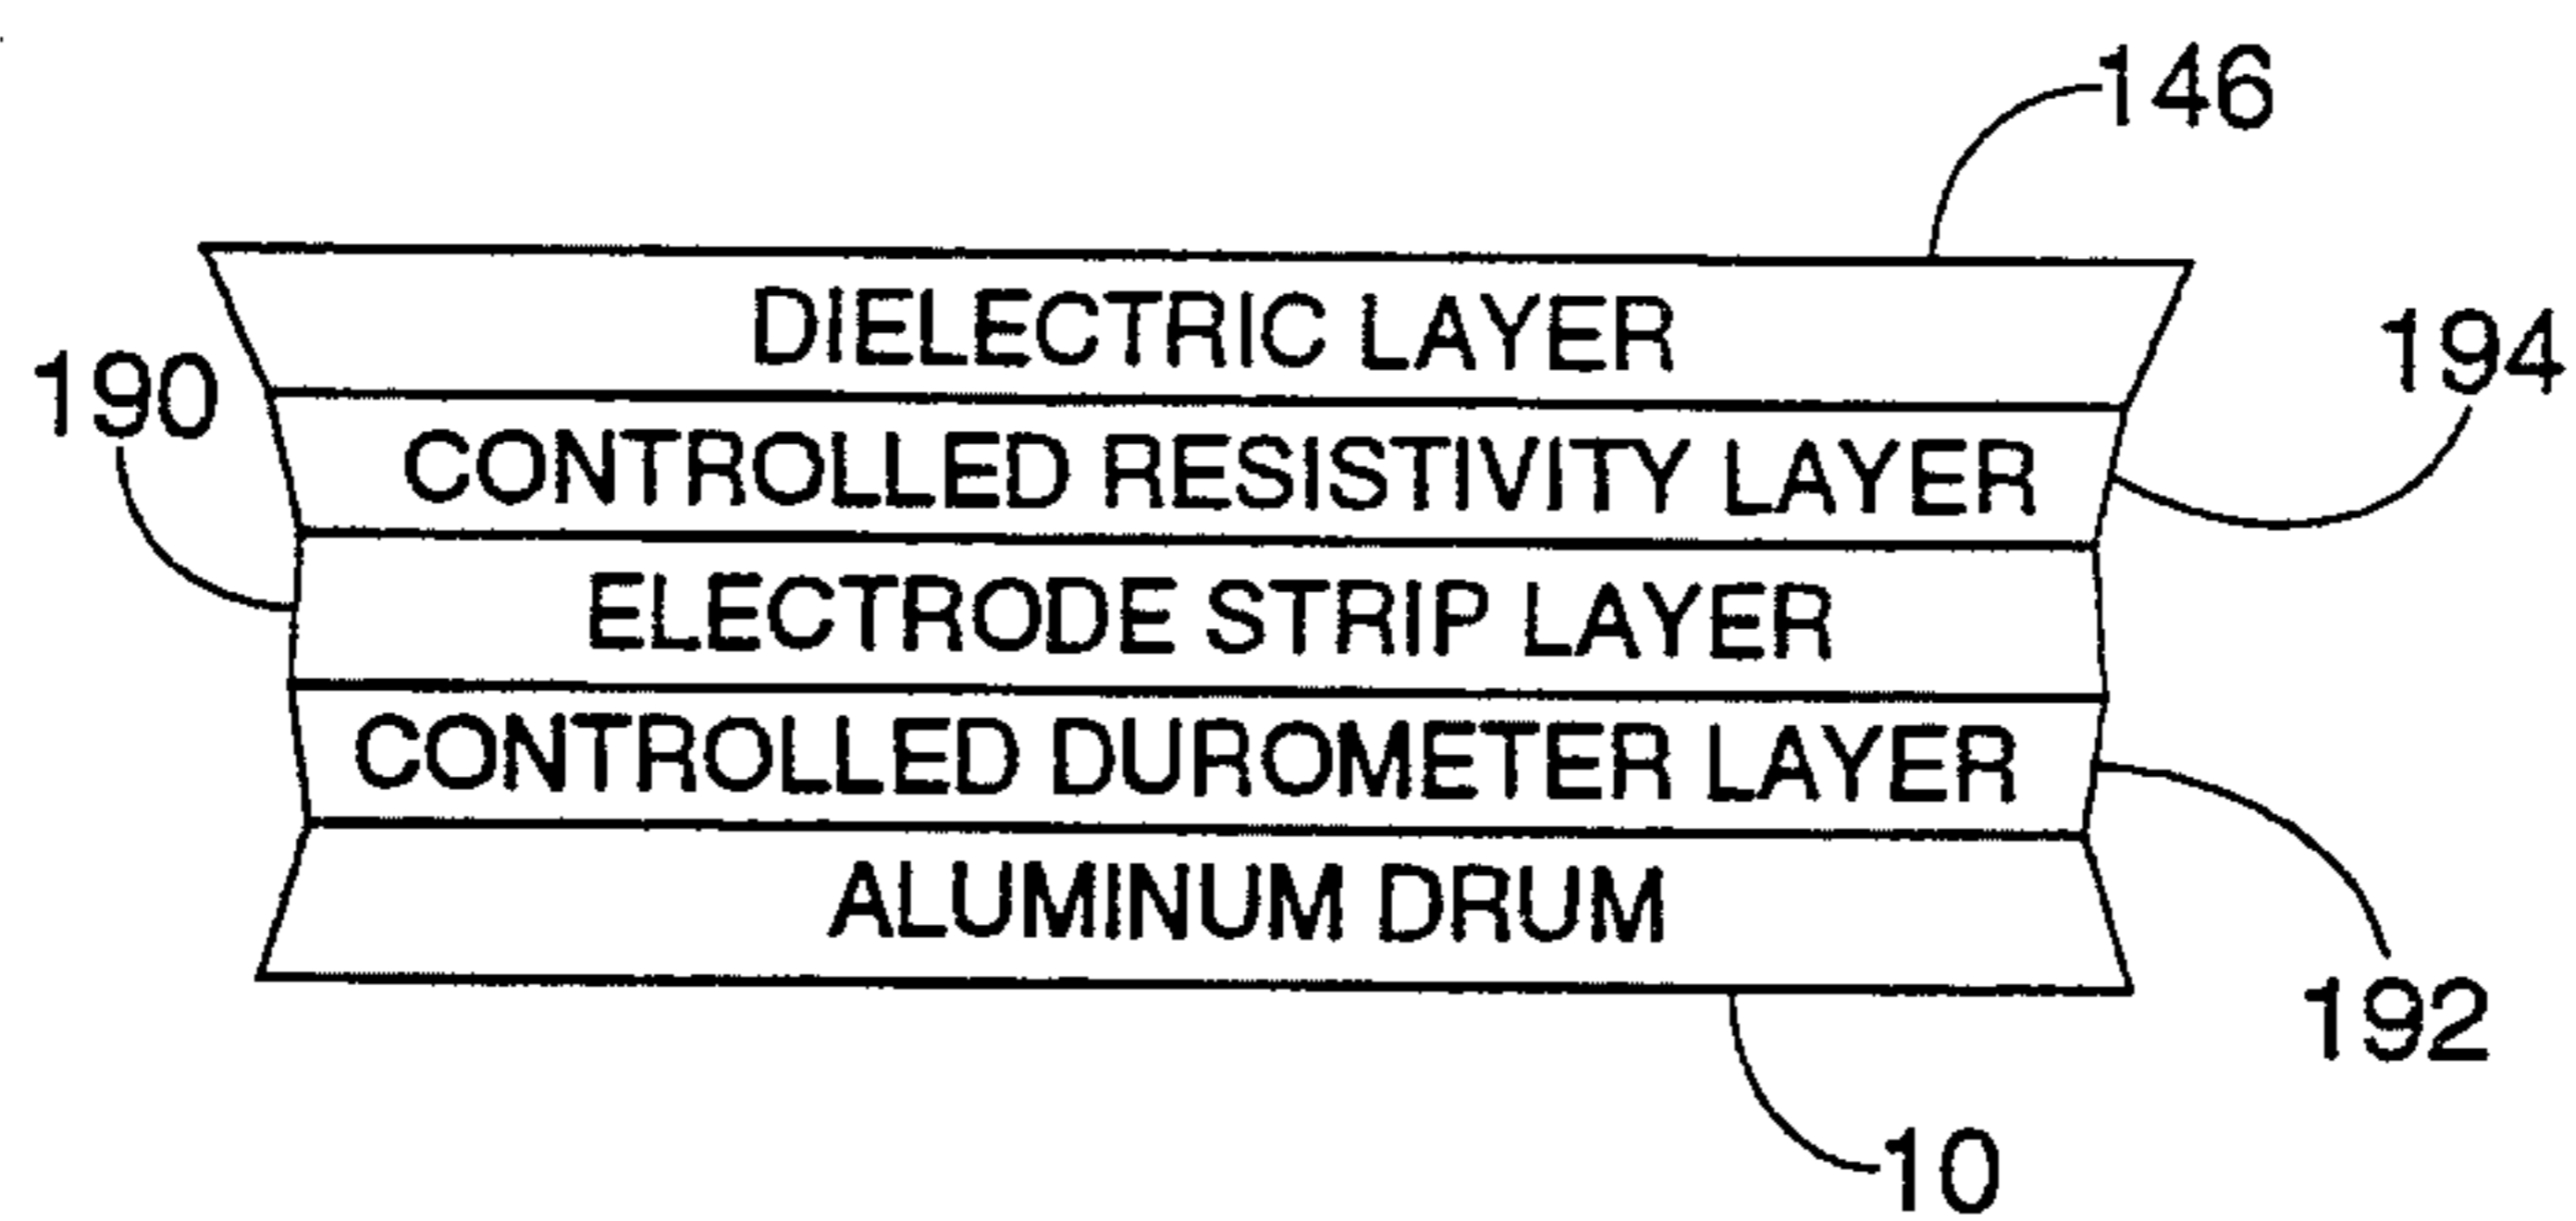 146
DIELECTRIC LAYER
194
190
CONTROLLED RESISTIVITY LAYER
ELECTRODE STRIP LAYER
CONTROLLED DUROMETER LAYER
ALUMINUM DRUM
192
10